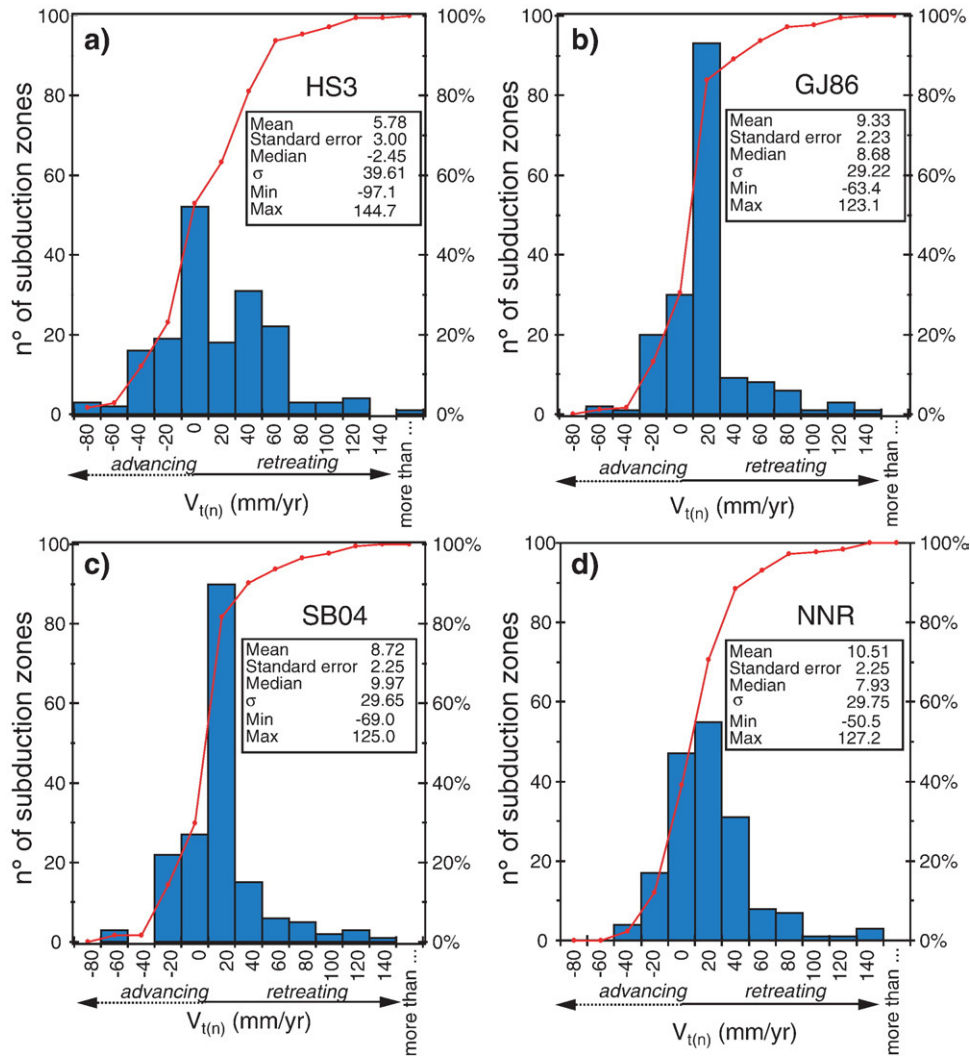 a)
HS3
Mean 5.78
Standard error 3.00
Median -2.45
σ 39.61
Min -97.1
Max 144.7
n° of subduction zones
100
80
60
40
20
0
100%
80%
60%
40%
20%
0%
-80 -60 -40 -20 0 20 40 60 80 100 120 140 more than ...
advancing retreating
Vt(n) (mm/yr)
b)
GJ86
Mean 9.33
Standard error 2.23
Median 8.68
σ 29.22
Min -63.4
Max 123.1
n° of subduction zones
100
80
60
40
20
0
100%
80%
60%
40%
20%
0%
-80 -60 -40 -20 0 20 40 60 80 100 120 140 more than ...
advancing retreating
Vt(n) (mm/yr)
c)
SB04
Mean 8.72
Standard error 2.25
Median 9.97
σ 29.65
Min -69.0
Max 125.0
n° of subduction zones
100
80
60
40
20
0
100%
80%
60%
40%
20%
0%
-80 -60 -40 -20 0 20 40 60 80 100 120 140 more than ...
advancing retreating
Vt(n) (mm/yr)
d)
NNR
Mean 10.51
Standard error 2.25
Median 7.93
σ 29.75
Min -50.5
Max 127.2
n° of subduction zones
100
80
60
40
20
0
100%
80%
60%
40%
20%
0%
-80 -60 -40 -20 0 20 40 60 80 100 120 140 more than ...
advancing retreating
Vt(n) (mm/yr)